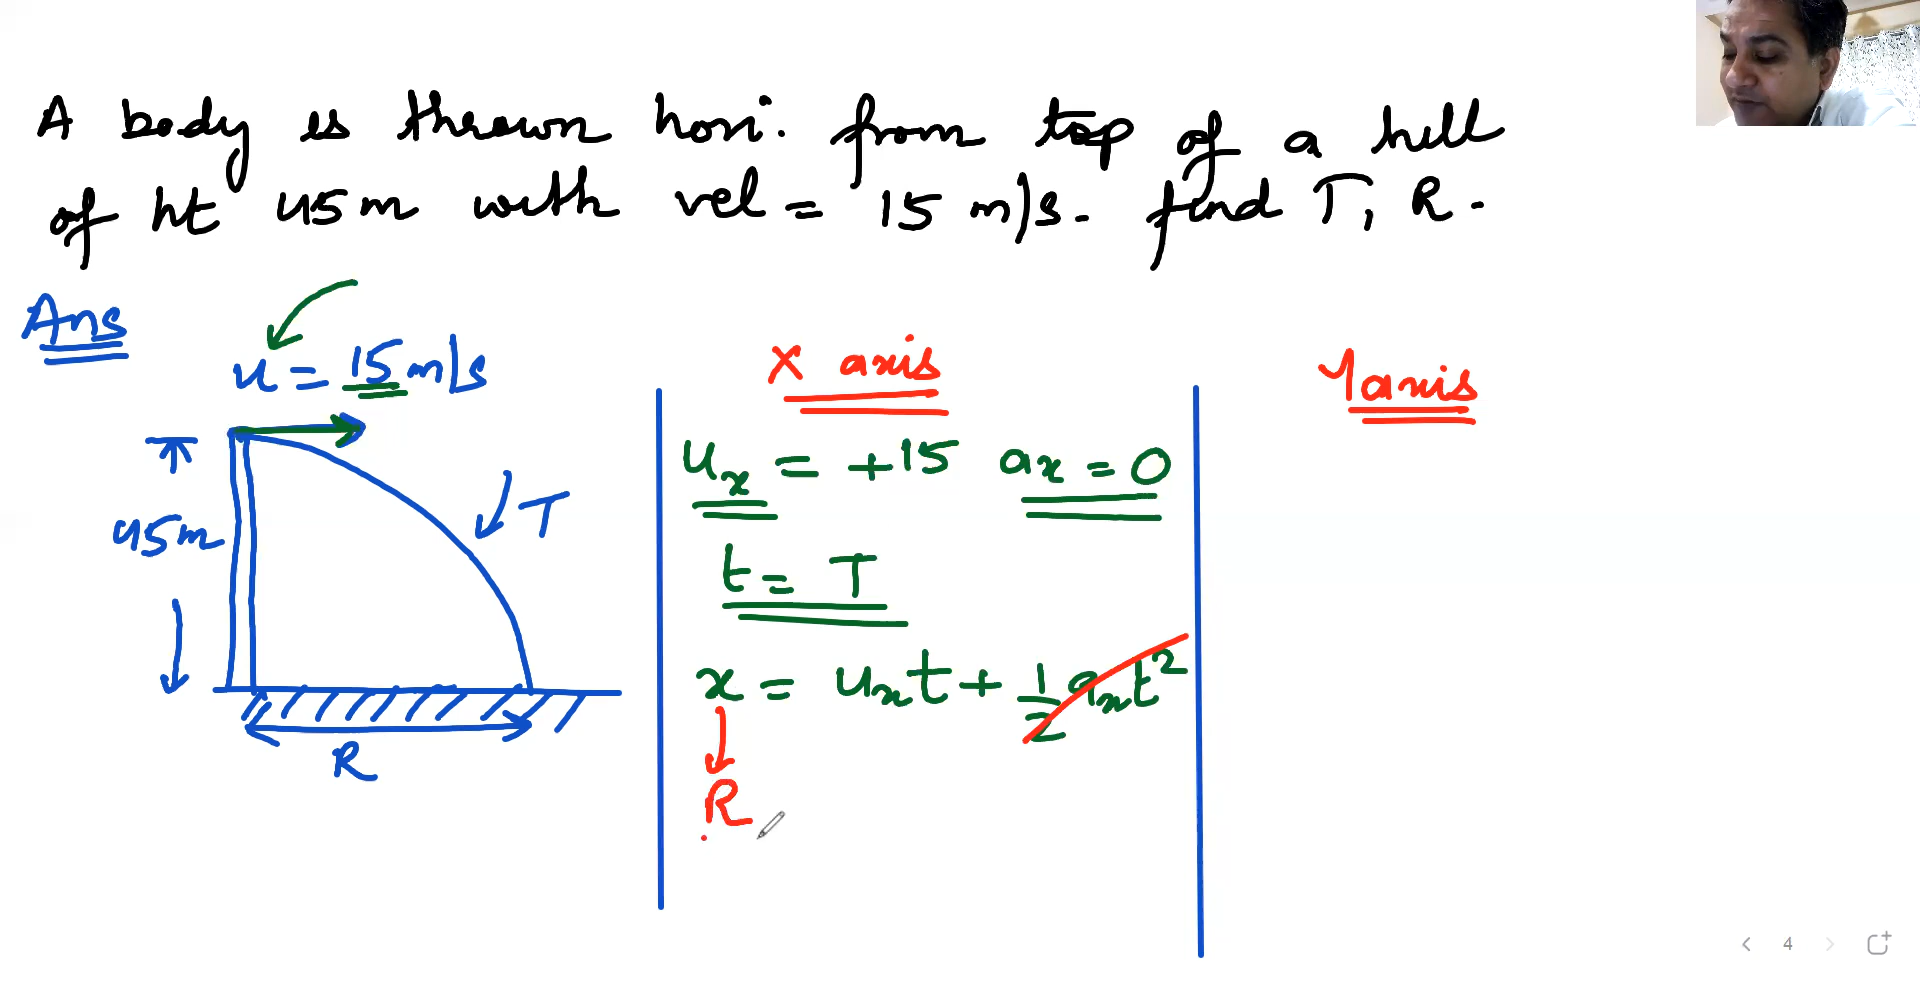 A body is thrown hori. from top of a hill
of ht 45m with vel = 15 m/s. find T, R.
Ans
u = 15 m/s
45m
T
R
X axis
uₓ = +15 aₓ = 0
t = T
x = uₓt + 1/2 aₓt²
R
Y axis
4